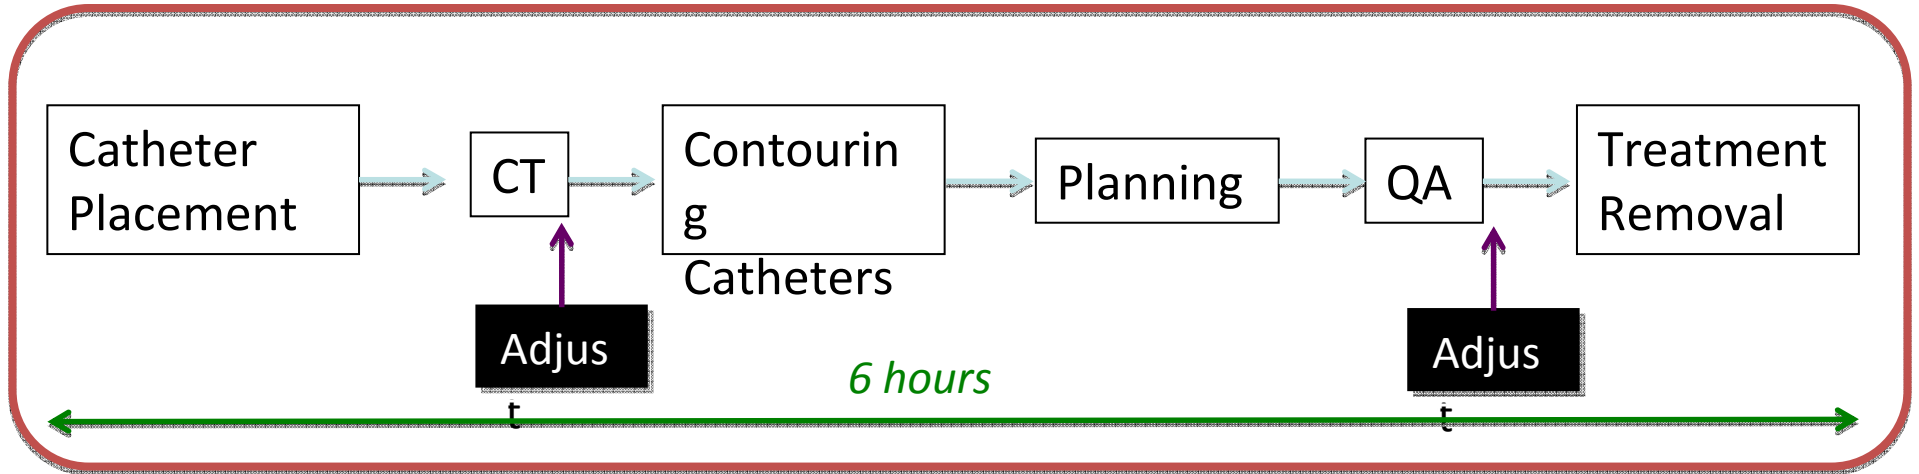 Catheter
Placement
CT
Contourin
g
Catheters
Planning
QA
Treatment
Removal
Adjus
t
6 hours
Adjus
t